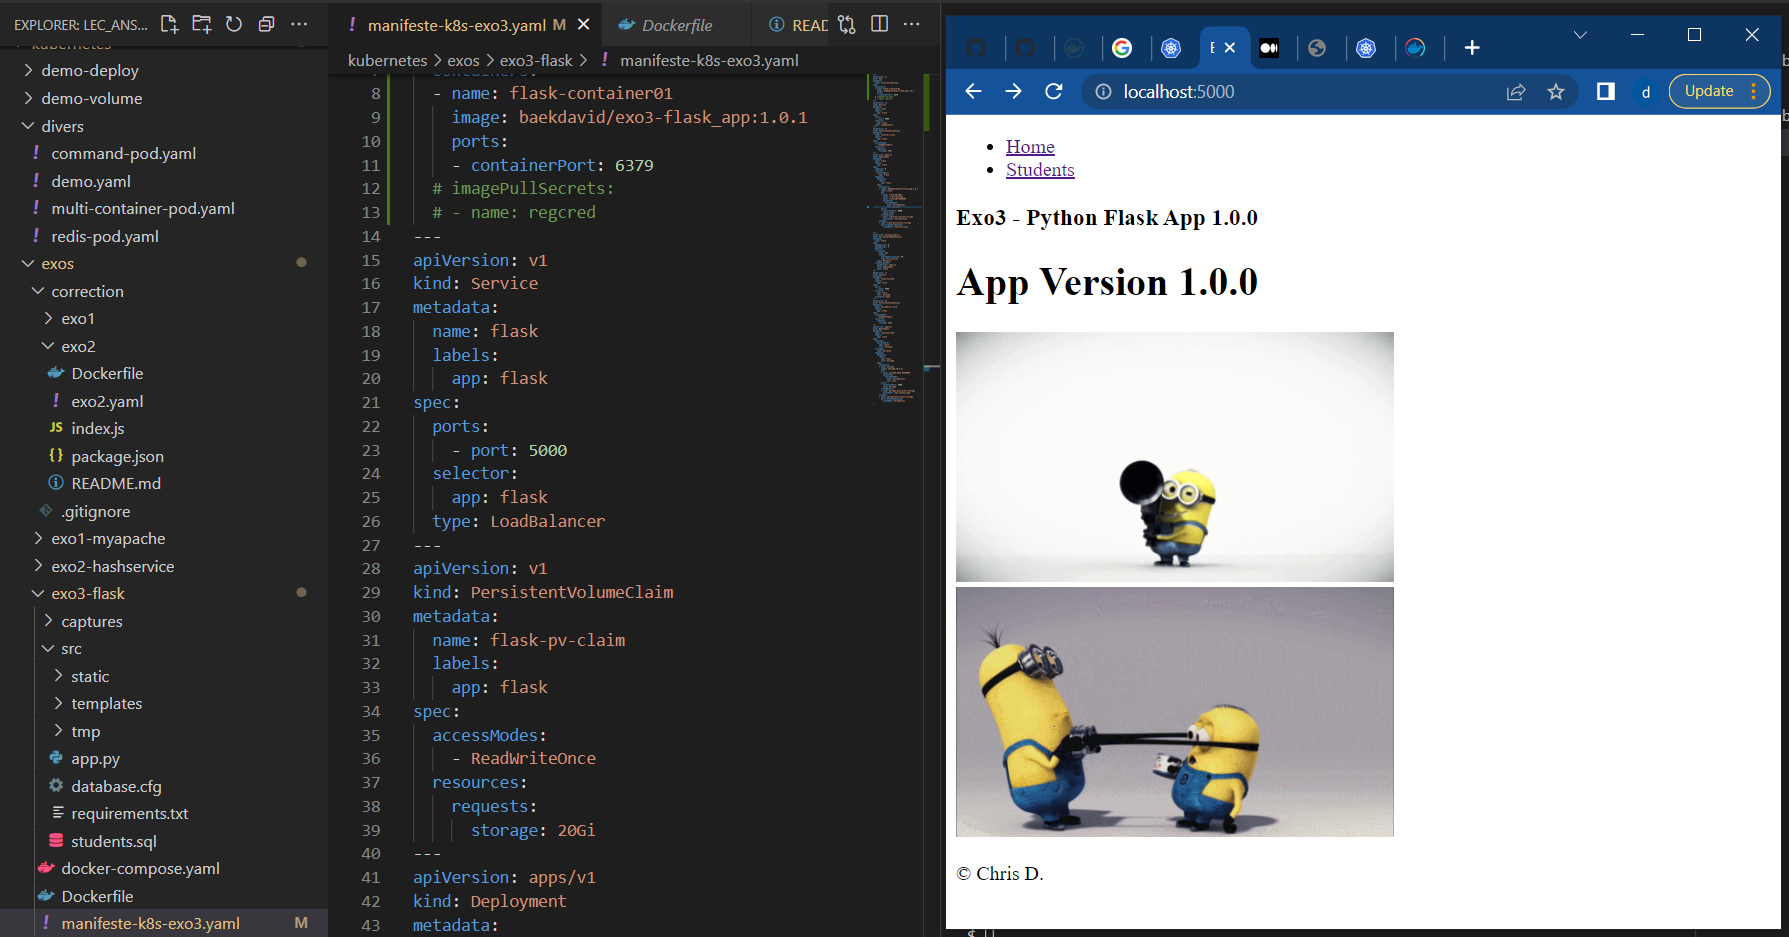 EXPLORER: LEC_ANS...
kubernetes
demo-deploy
demo-volume
divers
command-pod.yaml
demo.yaml
multi-container-pod.yaml
redis-pod.yaml
exos
correction
exo1
exo2
Dockerfile
exo2.yaml
JS index.js
{} package.json
README.md
.gitignore
exo1-myapache
exo2-hashservice
exo3-flask
captures
src
static
templates
tmp
app.py
database.cfg
requirements.txt
students.sql
docker-compose.yaml
Dockerfile
! manifeste-k8s-exo3.yaml M
! manifeste-k8s-exo3.yaml M
Dockerfile
READ
kubernetes > exos > exo3-flask > ! manifeste-k8s-exo3.yaml
7 containers:
8 - name: flask-container01
9 image: baekdavid/exo3-flask_app:1.0.1
10 ports:
11 - containerPort: 6379
12 # imagePullSecrets:
13 # - name: regcred
14 ---
15 apiVersion: v1
16 kind: Service
17 metadata:
18 name: flask
19 labels:
20 app: flask
21 spec:
22 ports:
23 - port: 5000
24 selector:
25 app: flask
26 type: LoadBalancer
27 ---
28 apiVersion: v1
29 kind: PersistentVolumeClaim
30 metadata:
31 name: flask-pv-claim
32 labels:
33 app: flask
34 spec:
35 accessModes:
36 - ReadWriteOnce
37 resources:
38 requests:
39 storage: 20Gi
40 ---
41 apiVersion: apps/v1
42 kind: Deployment
43 metadata:
E
localhost:5000
d
Update
Home
Students
Exo3 - Python Flask App 1.0.0
App Version 1.0.0
© Chris D.
$